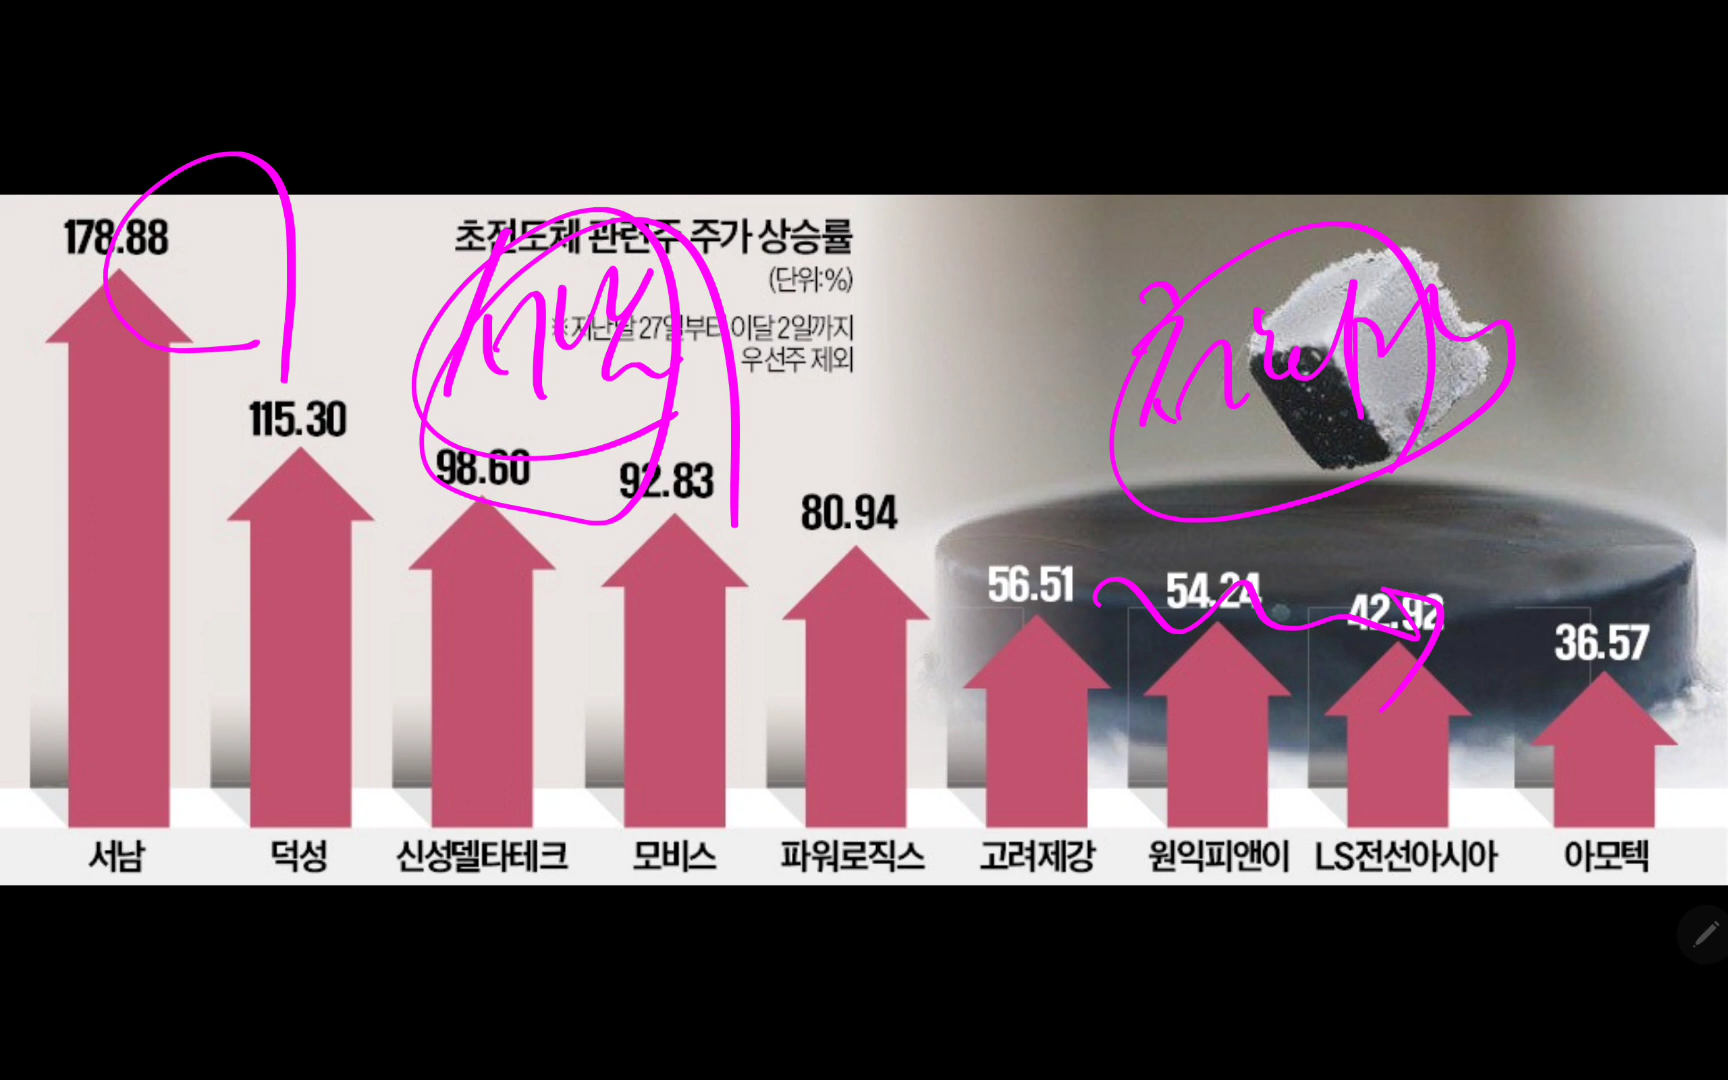 178.88
초전도체 관련주 주가 상승률
(단위:%)
※지난달 27일부터 이달 2일까지
우선주 제외
115.30
98.60
92.83
80.94
56.51
54.24
42.92
36.57
서남 덕성 신성델타테크 모비스 파워로직스 고려제강 원익피앤이 LS전선아시아 아모텍